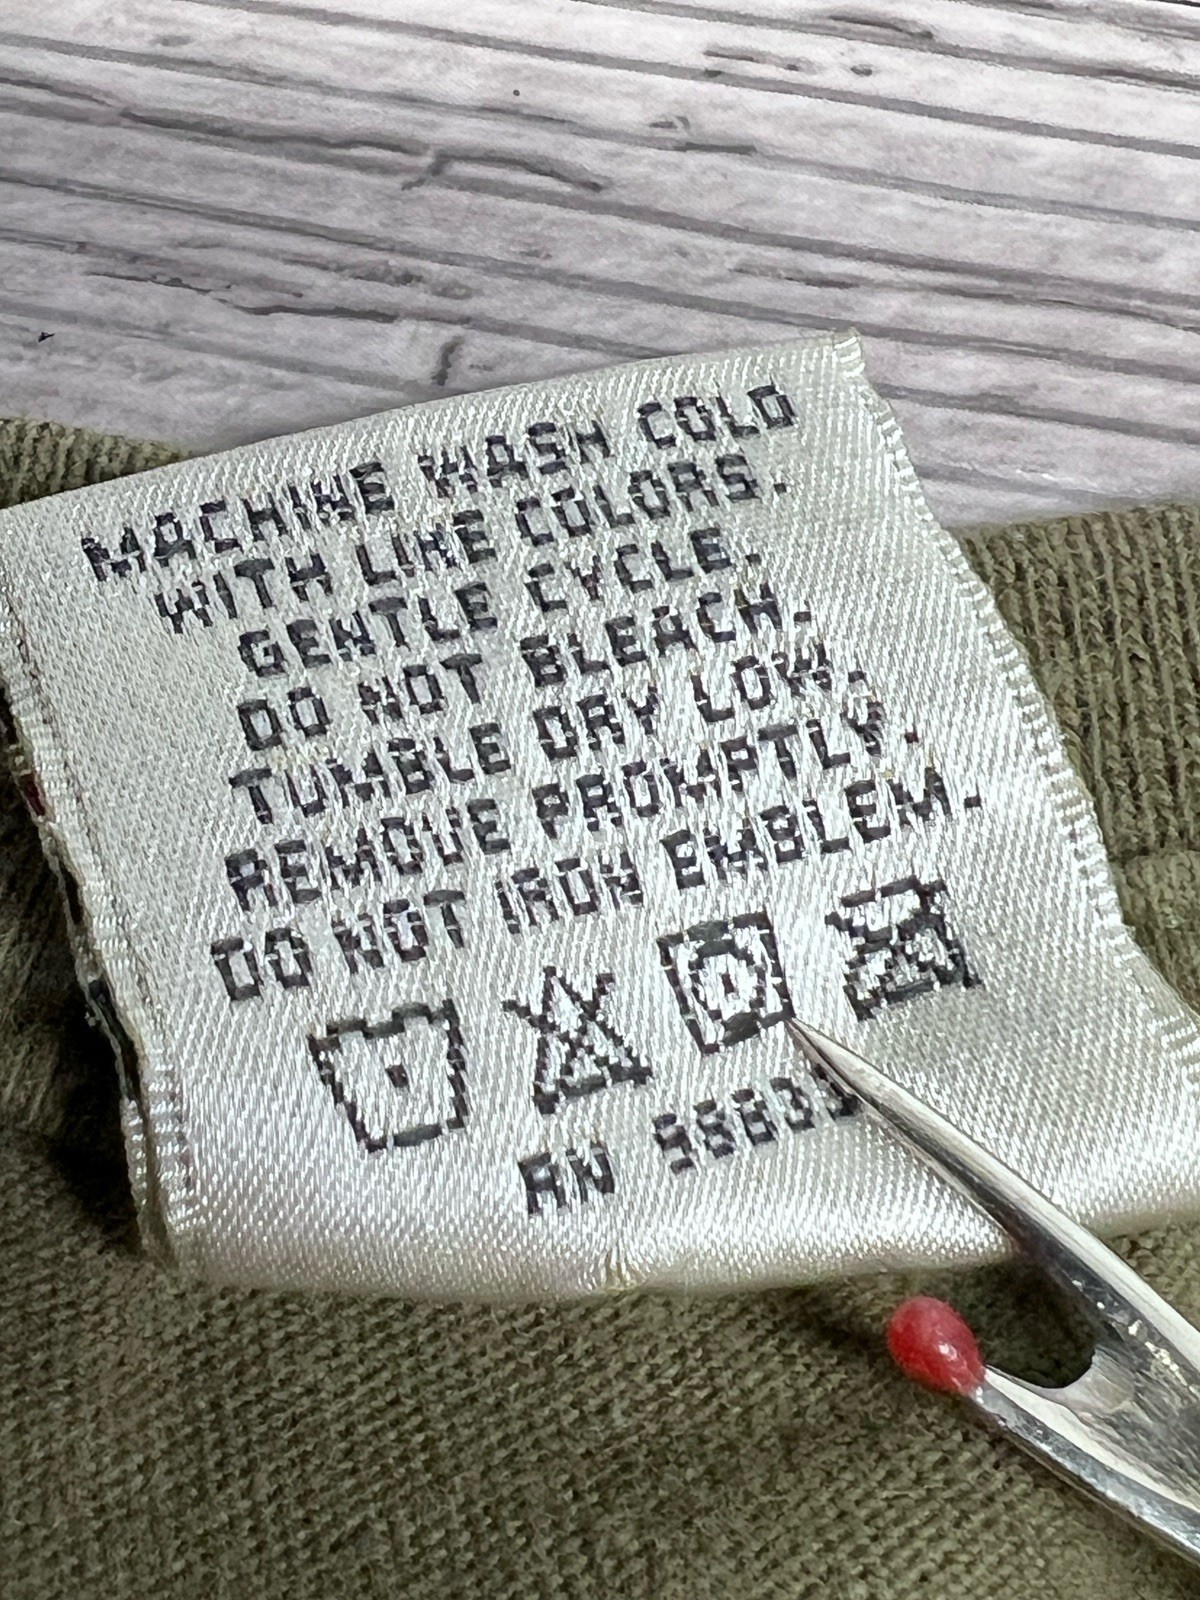 MACHINE WASH COLD
WITH LIKE COLORS.
GENTLE CYCLE.
DO NOT BLEACH.
TUMBLE DRY LOW.
REMOVE PROMPTLY.
DO NOT IRON EMBLEM.
RN